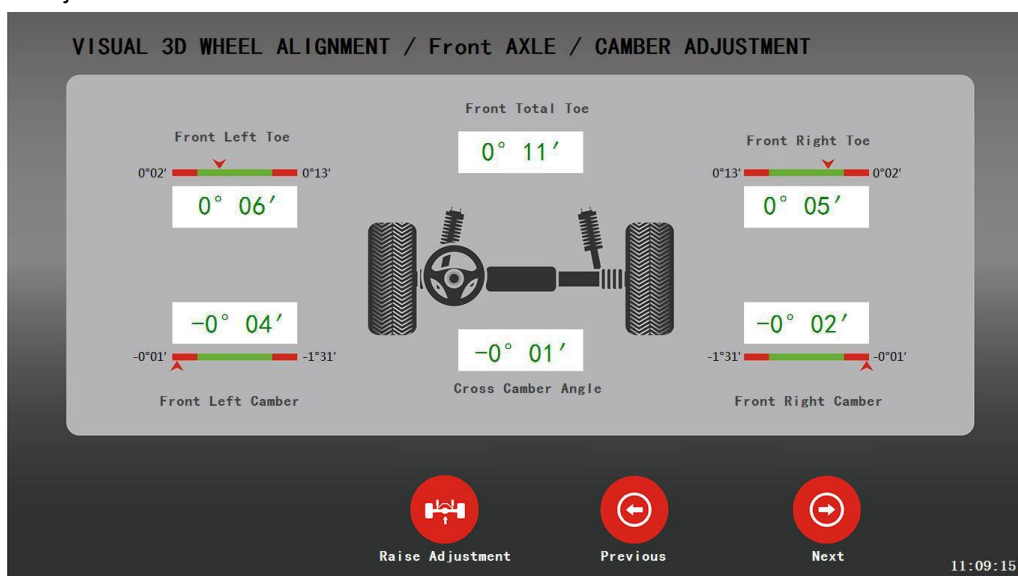 VISUAL 3D WHEEL ALIGNMENT / Front AXLE / CAMBER ADJUSTMENT
Front Total Toe
0° 11′
Front Left Toe
0°02' 0°13'
0° 06′
Front Right Toe
0°13' 0°02'
0° 05′
-0° 04′
-0°01' -1°31'
Front Left Camber
-0° 01′
Cross Camber Angle
-0° 02′
-1°31' -0°01'
Front Right Camber
Raise Adjustment
Previous
Next
11:09:15